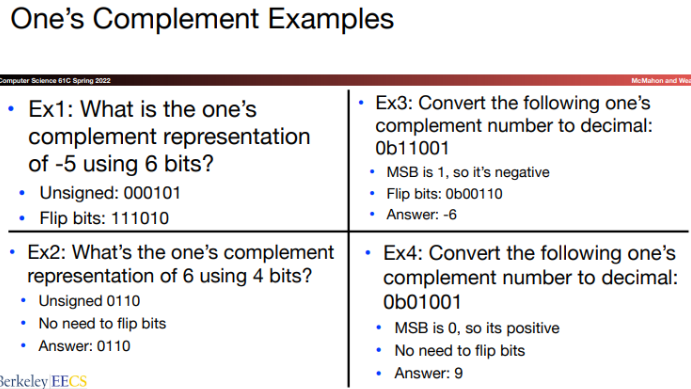 One's Complement Examples
Computer Science 61C Spring 2022
McMahon and
• Ex1: What is the one's
complement representation
of -5 using 6 bits?
• Unsigned: 000101
• Flip bits: 111010
• Ex2: What's the one's complement
representation of 6 using 4 bits?
• Unsigned 0110
• No need to flip bits
• Answer: 0110
• Ex3: Convert the following one's
complement number to decimal:
0b11001
• MSB is 1, so it's negative
• Flip bits: 0b00110
• Answer: -6
• Ex4: Convert the following one's
complement number to decimal:
0b01001
• MSB is 0, so its positive
• No need to flip bits
• Answer: 9
Berkeley EECS